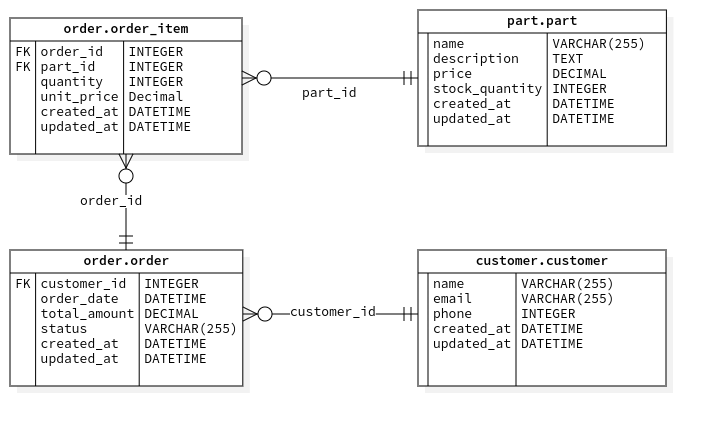 order.order_item
FK order_id INTEGER
FK part_id INTEGER
quantity INTEGER
unit_price Decimal
created_at DATETIME
updated_at DATETIME
part.part
name VARCHAR(255)
description TEXT
price DECIMAL
stock_quantity INTEGER
created_at DATETIME
updated_at DATETIME
part_id
order_id
order.order
FK customer_id INTEGER
order_date DATETIME
total_amount DECIMAL
status VARCHAR(255)
created_at DATETIME
updated_at DATETIME
customer_id
customer.customer
name VARCHAR(255)
email VARCHAR(255)
phone INTEGER
created_at DATETIME
updated_at DATETIME